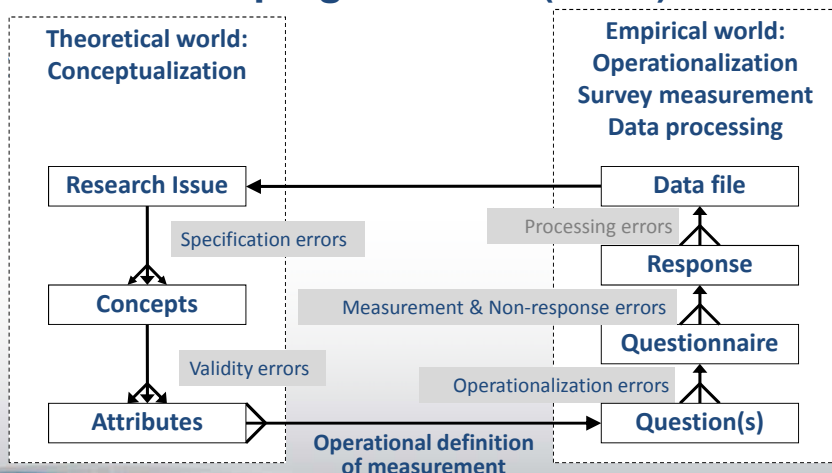 Theoretical world:
Conceptualization
Empirical world:
Operationalization
Survey measurement
Data processing
Research Issue
Data file
Specification errors
Processing errors
Response
Concepts
Measurement & Non-response errors
Questionnaire
Validity errors
Operationalization errors
Attributes
Question(s)
Operational definition
of measurement